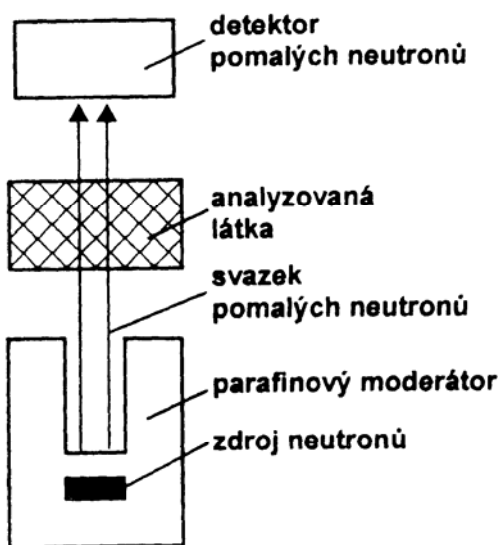 detektor
pomalých neutronů
analyzovaná
látka
svazek
pomalých neutronů
parafinový moderátor
zdroj neutronů